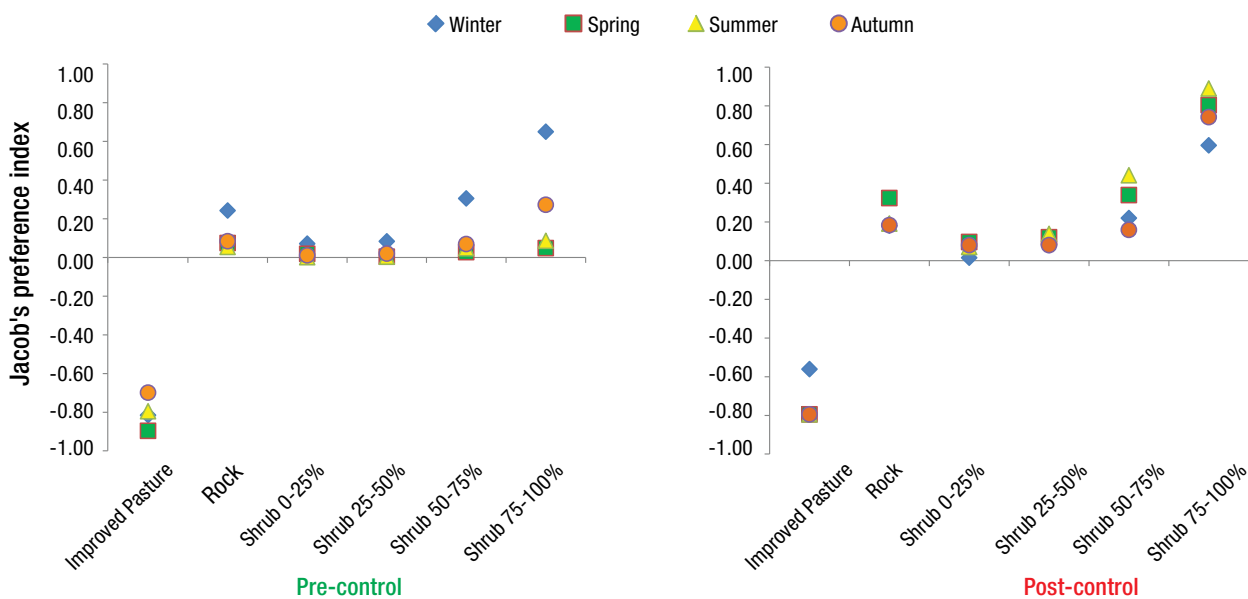 Winter Spring Summer Autumn
Jacob's preference index
1.00
0.80
0.60
0.40
0.20
0.00
-0.20
-0.40
-0.60
-0.80
-1.00
Improved Pasture
Rock
Shrub 0-25%
Shrub 25-50%
Shrub 50-75%
Shrub 75-100%
Pre-control
1.00
0.80
0.60
0.40
0.20
0.00
-0.20
-0.40
-0.60
-0.80
-1.00
Improved Pasture
Rock
Shrub 0-25%
Shrub 25-50%
Shrub 50-75%
Shrub 75-100%
Post-control